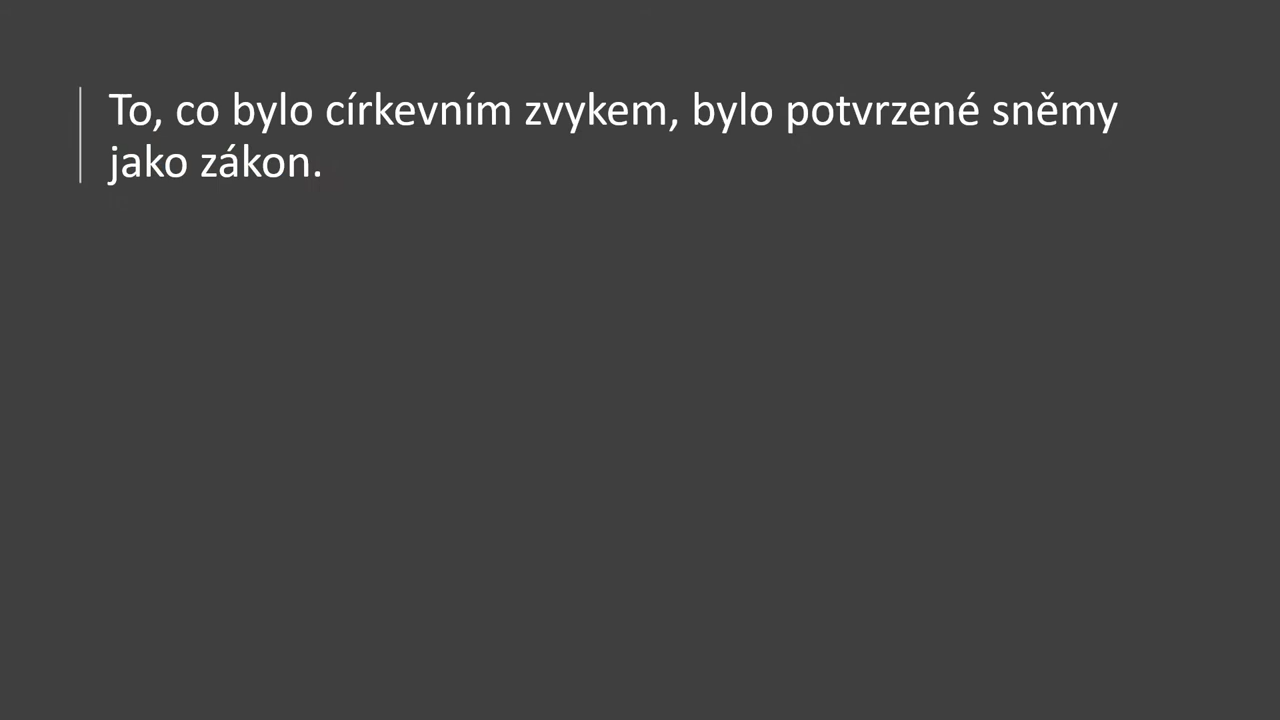 To, co bylo církevním zvykem, bylo potvrzené sněmy
jako zákon.